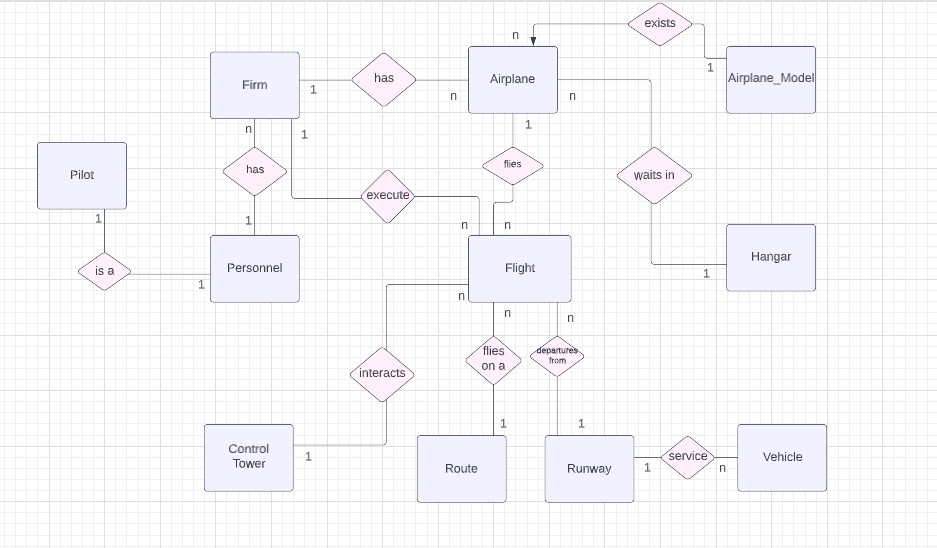 exists
n
1
Firm
has
Airplane
Airplane_Model
1
n
n
n
1
1
Pilot
has
flies
waits in
execute
1
1
n
n
Personnel
Flight
Hangar
is a
1
1
n
n
n
flies
on a
departures
from
interacts
1
1
Control
Tower
1
Route
Runway
1
service
n
Vehicle